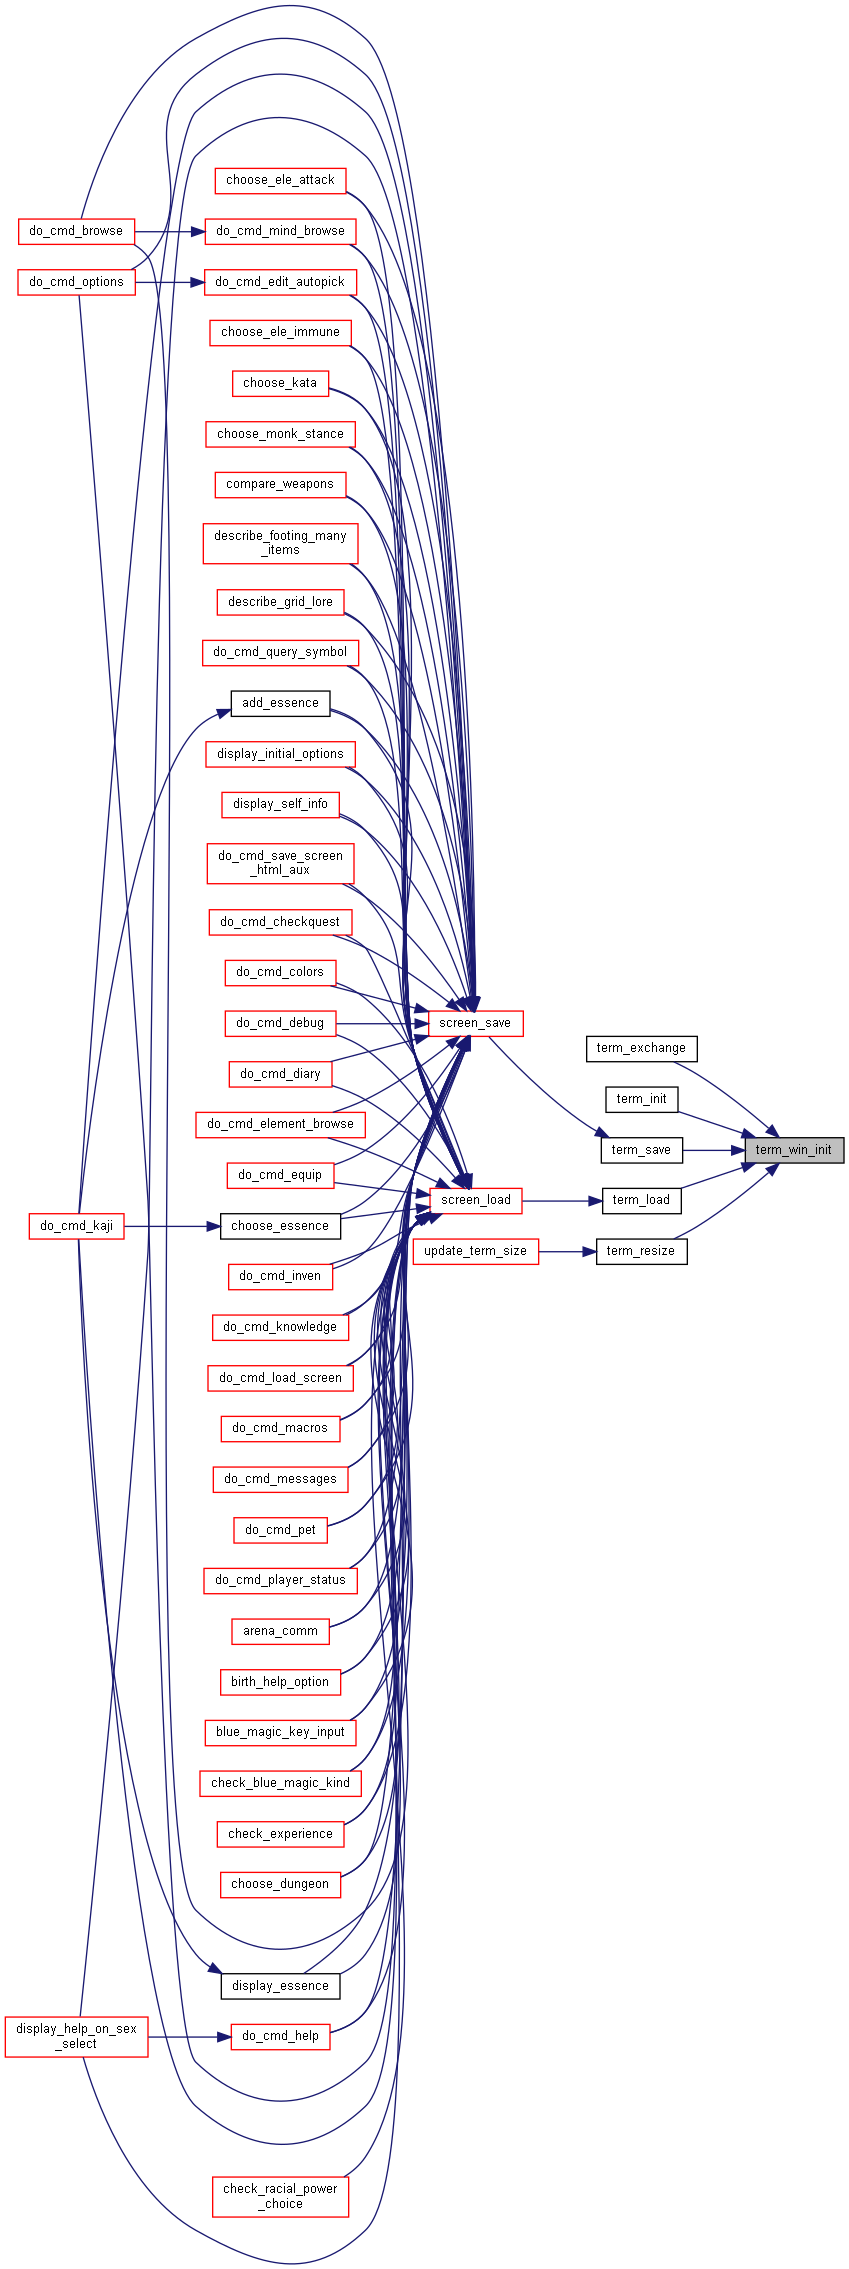 choose_ele_attack
do_cmd_browse
do_cmd_mind_browse
do_cmd_options
do_cmd_edit_autopick
choose_ele_immune
choose_kata
choose_monk_stance
compare_weapons
describe_footing_many
_items
describe_grid_lore
do_cmd_query_symbol
add_essence
display_initial_options
display_self_info
do_cmd_save_screen
_html_aux
do_cmd_checkquest
do_cmd_colors
do_cmd_debug
screen_save
term_exchange
do_cmd_diary
term_init
do_cmd_element_browse
term_save
term_win_init
do_cmd_equip
screen_load
term_load
do_cmd_kaji
choose_essence
update_term_size
term_resize
do_cmd_inven
do_cmd_knowledge
do_cmd_load_screen
do_cmd_macros
do_cmd_messages
do_cmd_pet
do_cmd_player_status
arena_comm
birth_help_option
blue_magic_key_input
check_blue_magic_kind
check_experience
choose_dungeon
display_essence
display_help_on_sex
_select
do_cmd_help
check_racial_power
_choice